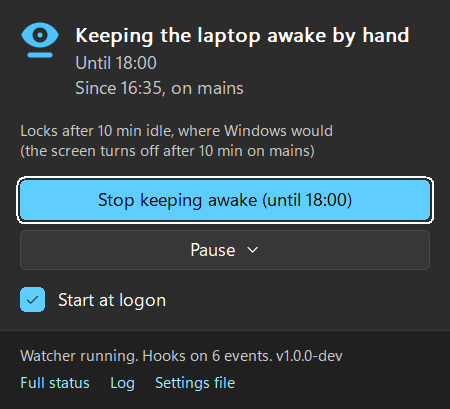 Keeping the laptop awake by hand
Until 18:00
Since 16:35, on mains
Locks after 10 min idle, where Windows would
(the screen turns off after 10 min on mains)
Stop keeping awake (until 18:00)
Pause
Start at logon
Watcher running. Hooks on 6 events. v1.0.0-dev
Full status Log Settings file